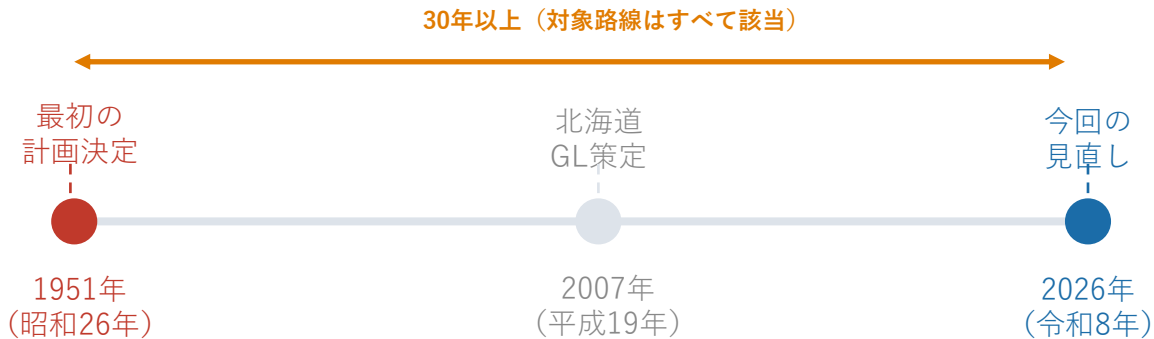 30年以上（対象路線はすべて該当）
最初の
計画決定
北海道
GL策定
今回の
見直し
1951年
（昭和26年）
2007年
（平成19年）
2026年
（令和8年）